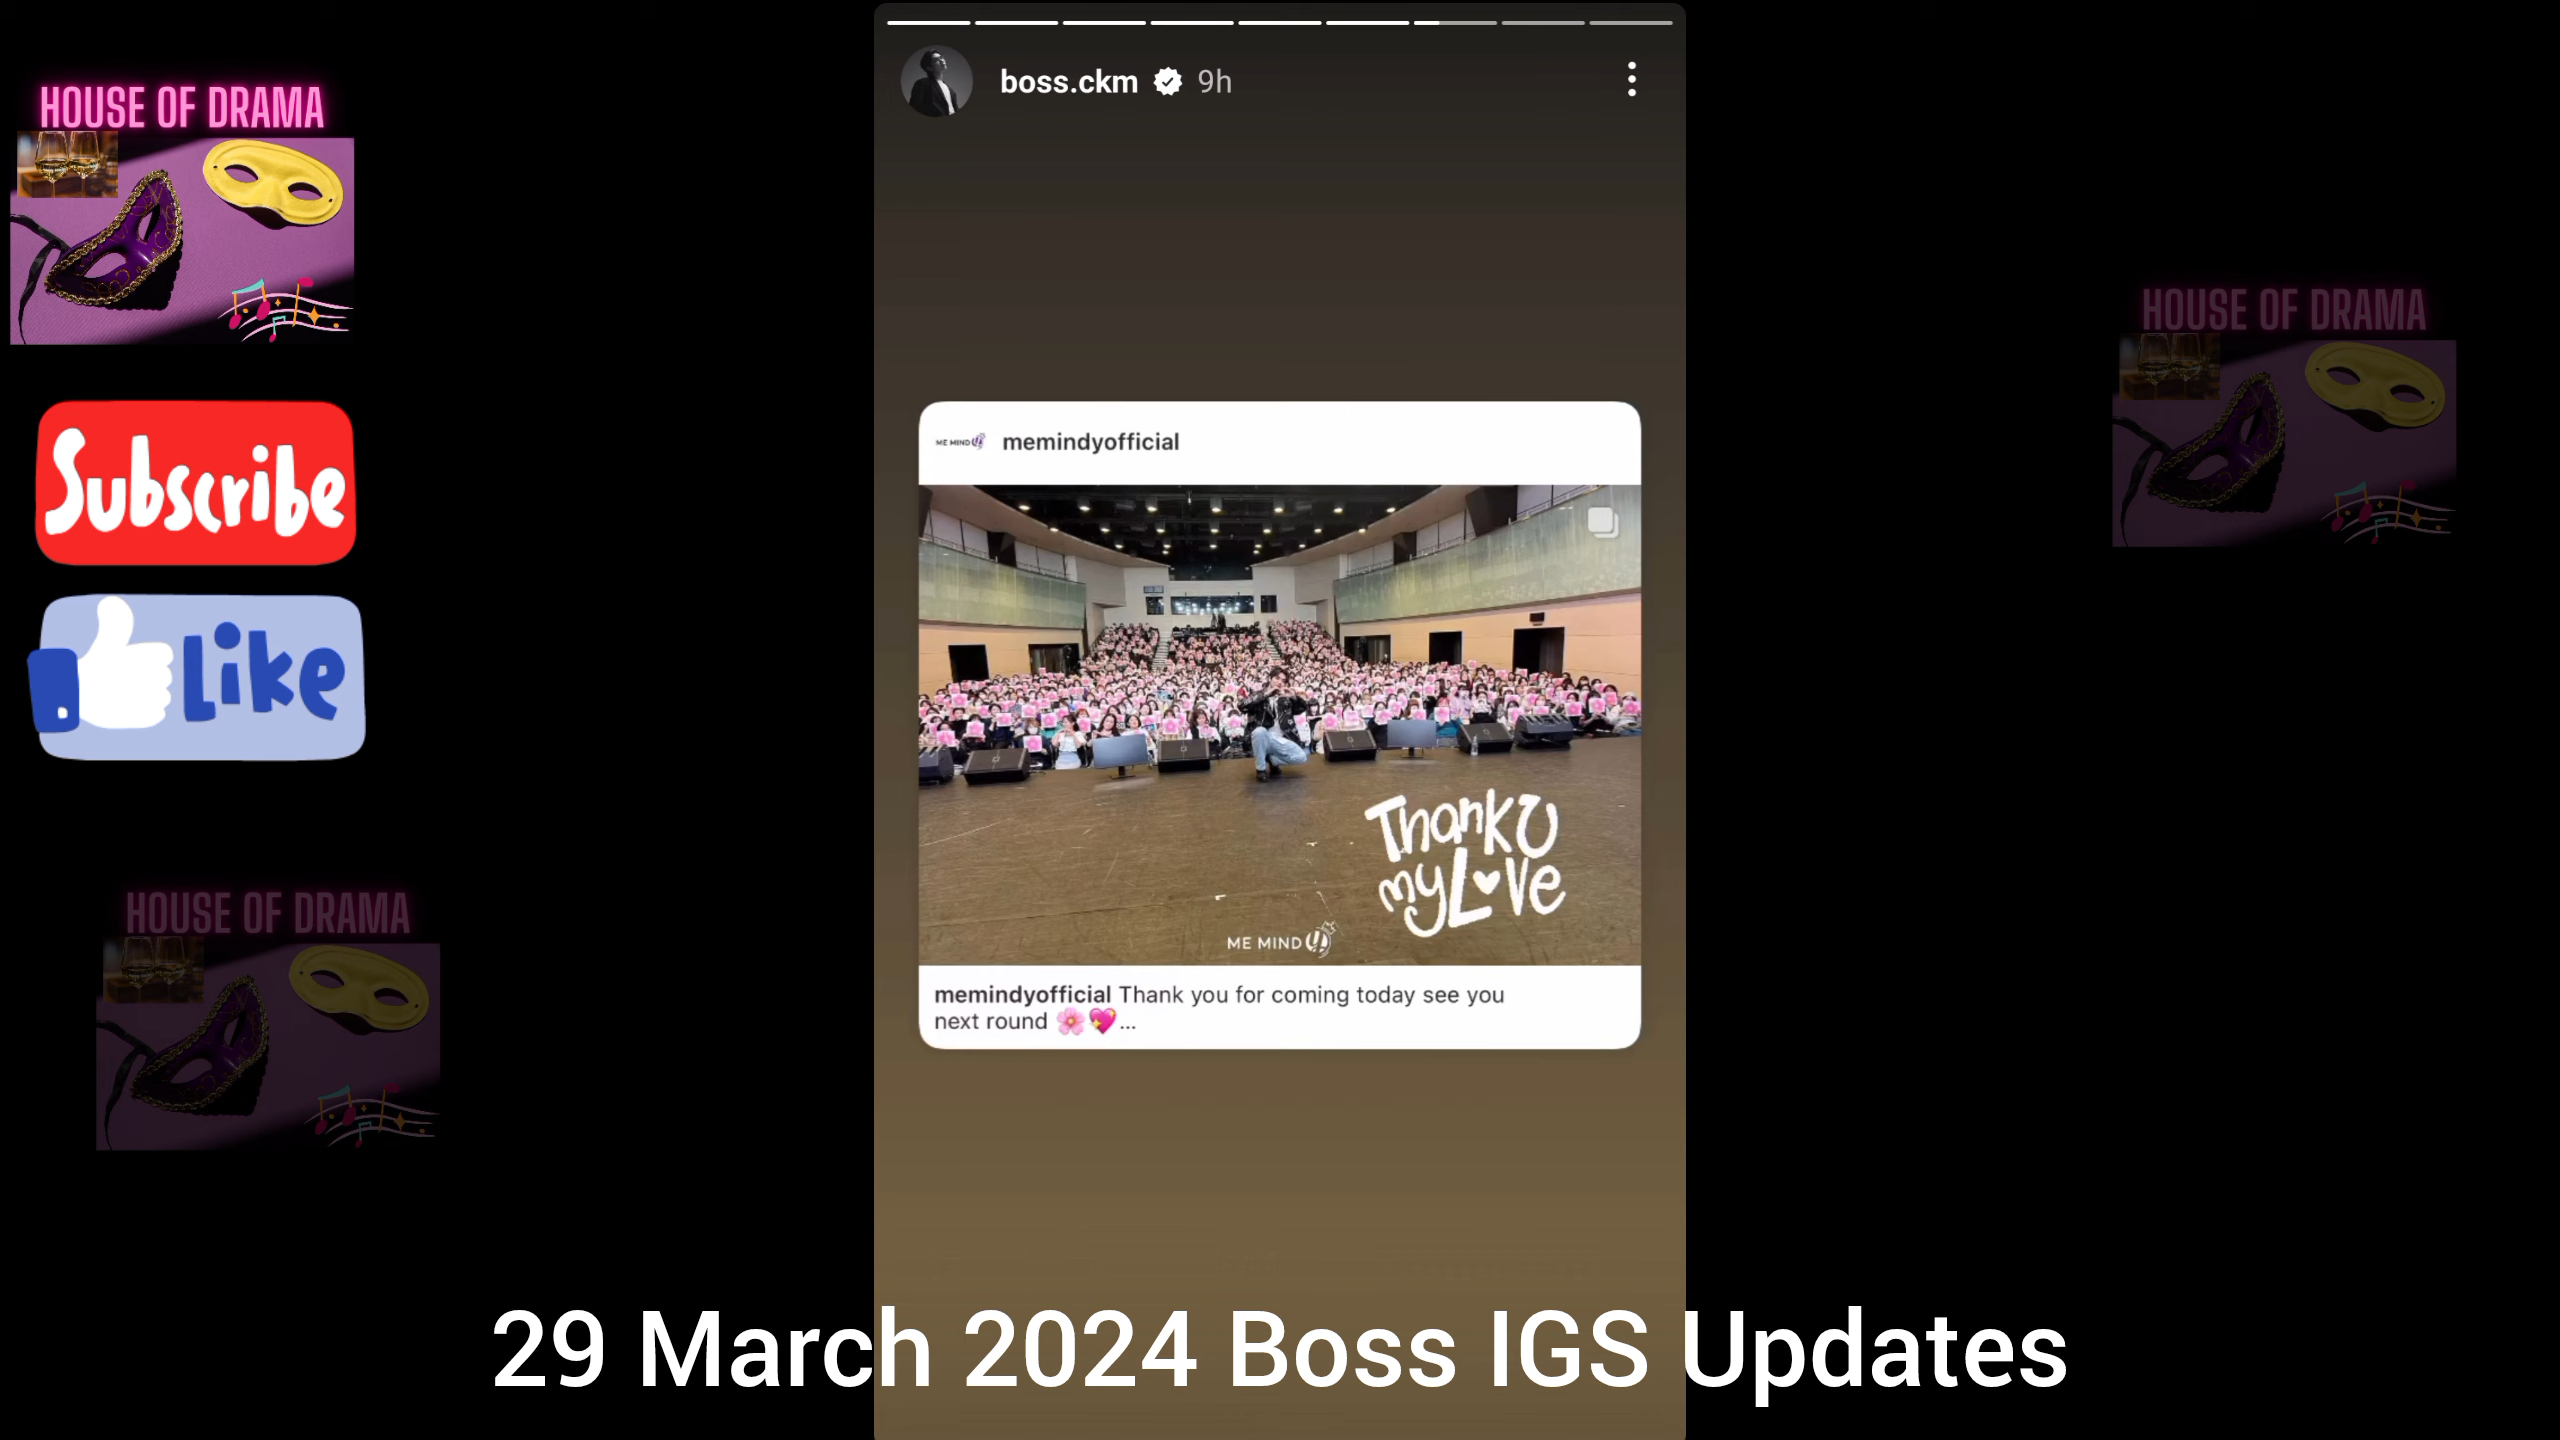 HOUSE OF DRAMA
Subscribe
Like
HOUSE OF DRAMA
boss.ckm 9h
ME MIND Y memindyofficial
Thank U
my Love
ME MIND Y
memindyofficial Thank you for coming today see you
next round 🌸💖...
HOUSE OF DRAMA
29 March 2024 Boss IGS Updates